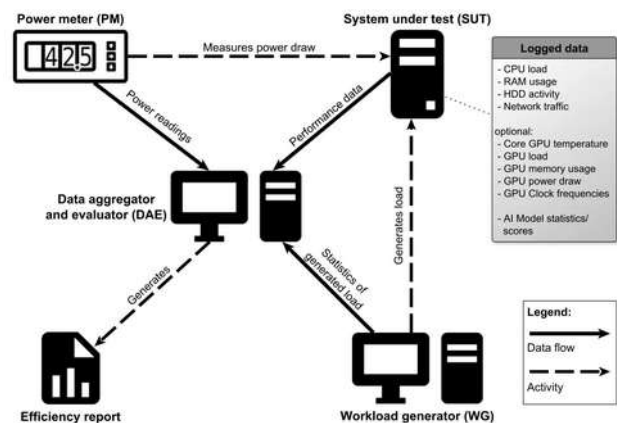 Power meter (PM)
42.5
Measures power draw
System under test (SUT)
Logged data
- CPU load
- RAM usage
- HDD activity
- Network traffic
optional:
- Core GPU temperature
- GPU load
- GPU memory usage
- GPU power draw
- GPU Clock frequencies
- AI Model statistics/
scores
Power readings
Performance data
Data aggregator
and evaluator (DAE)
Generates load
Statistics of
generated load
Generates
Legend:
Data flow
Activity
Efficiency report
Workload generator (WG)